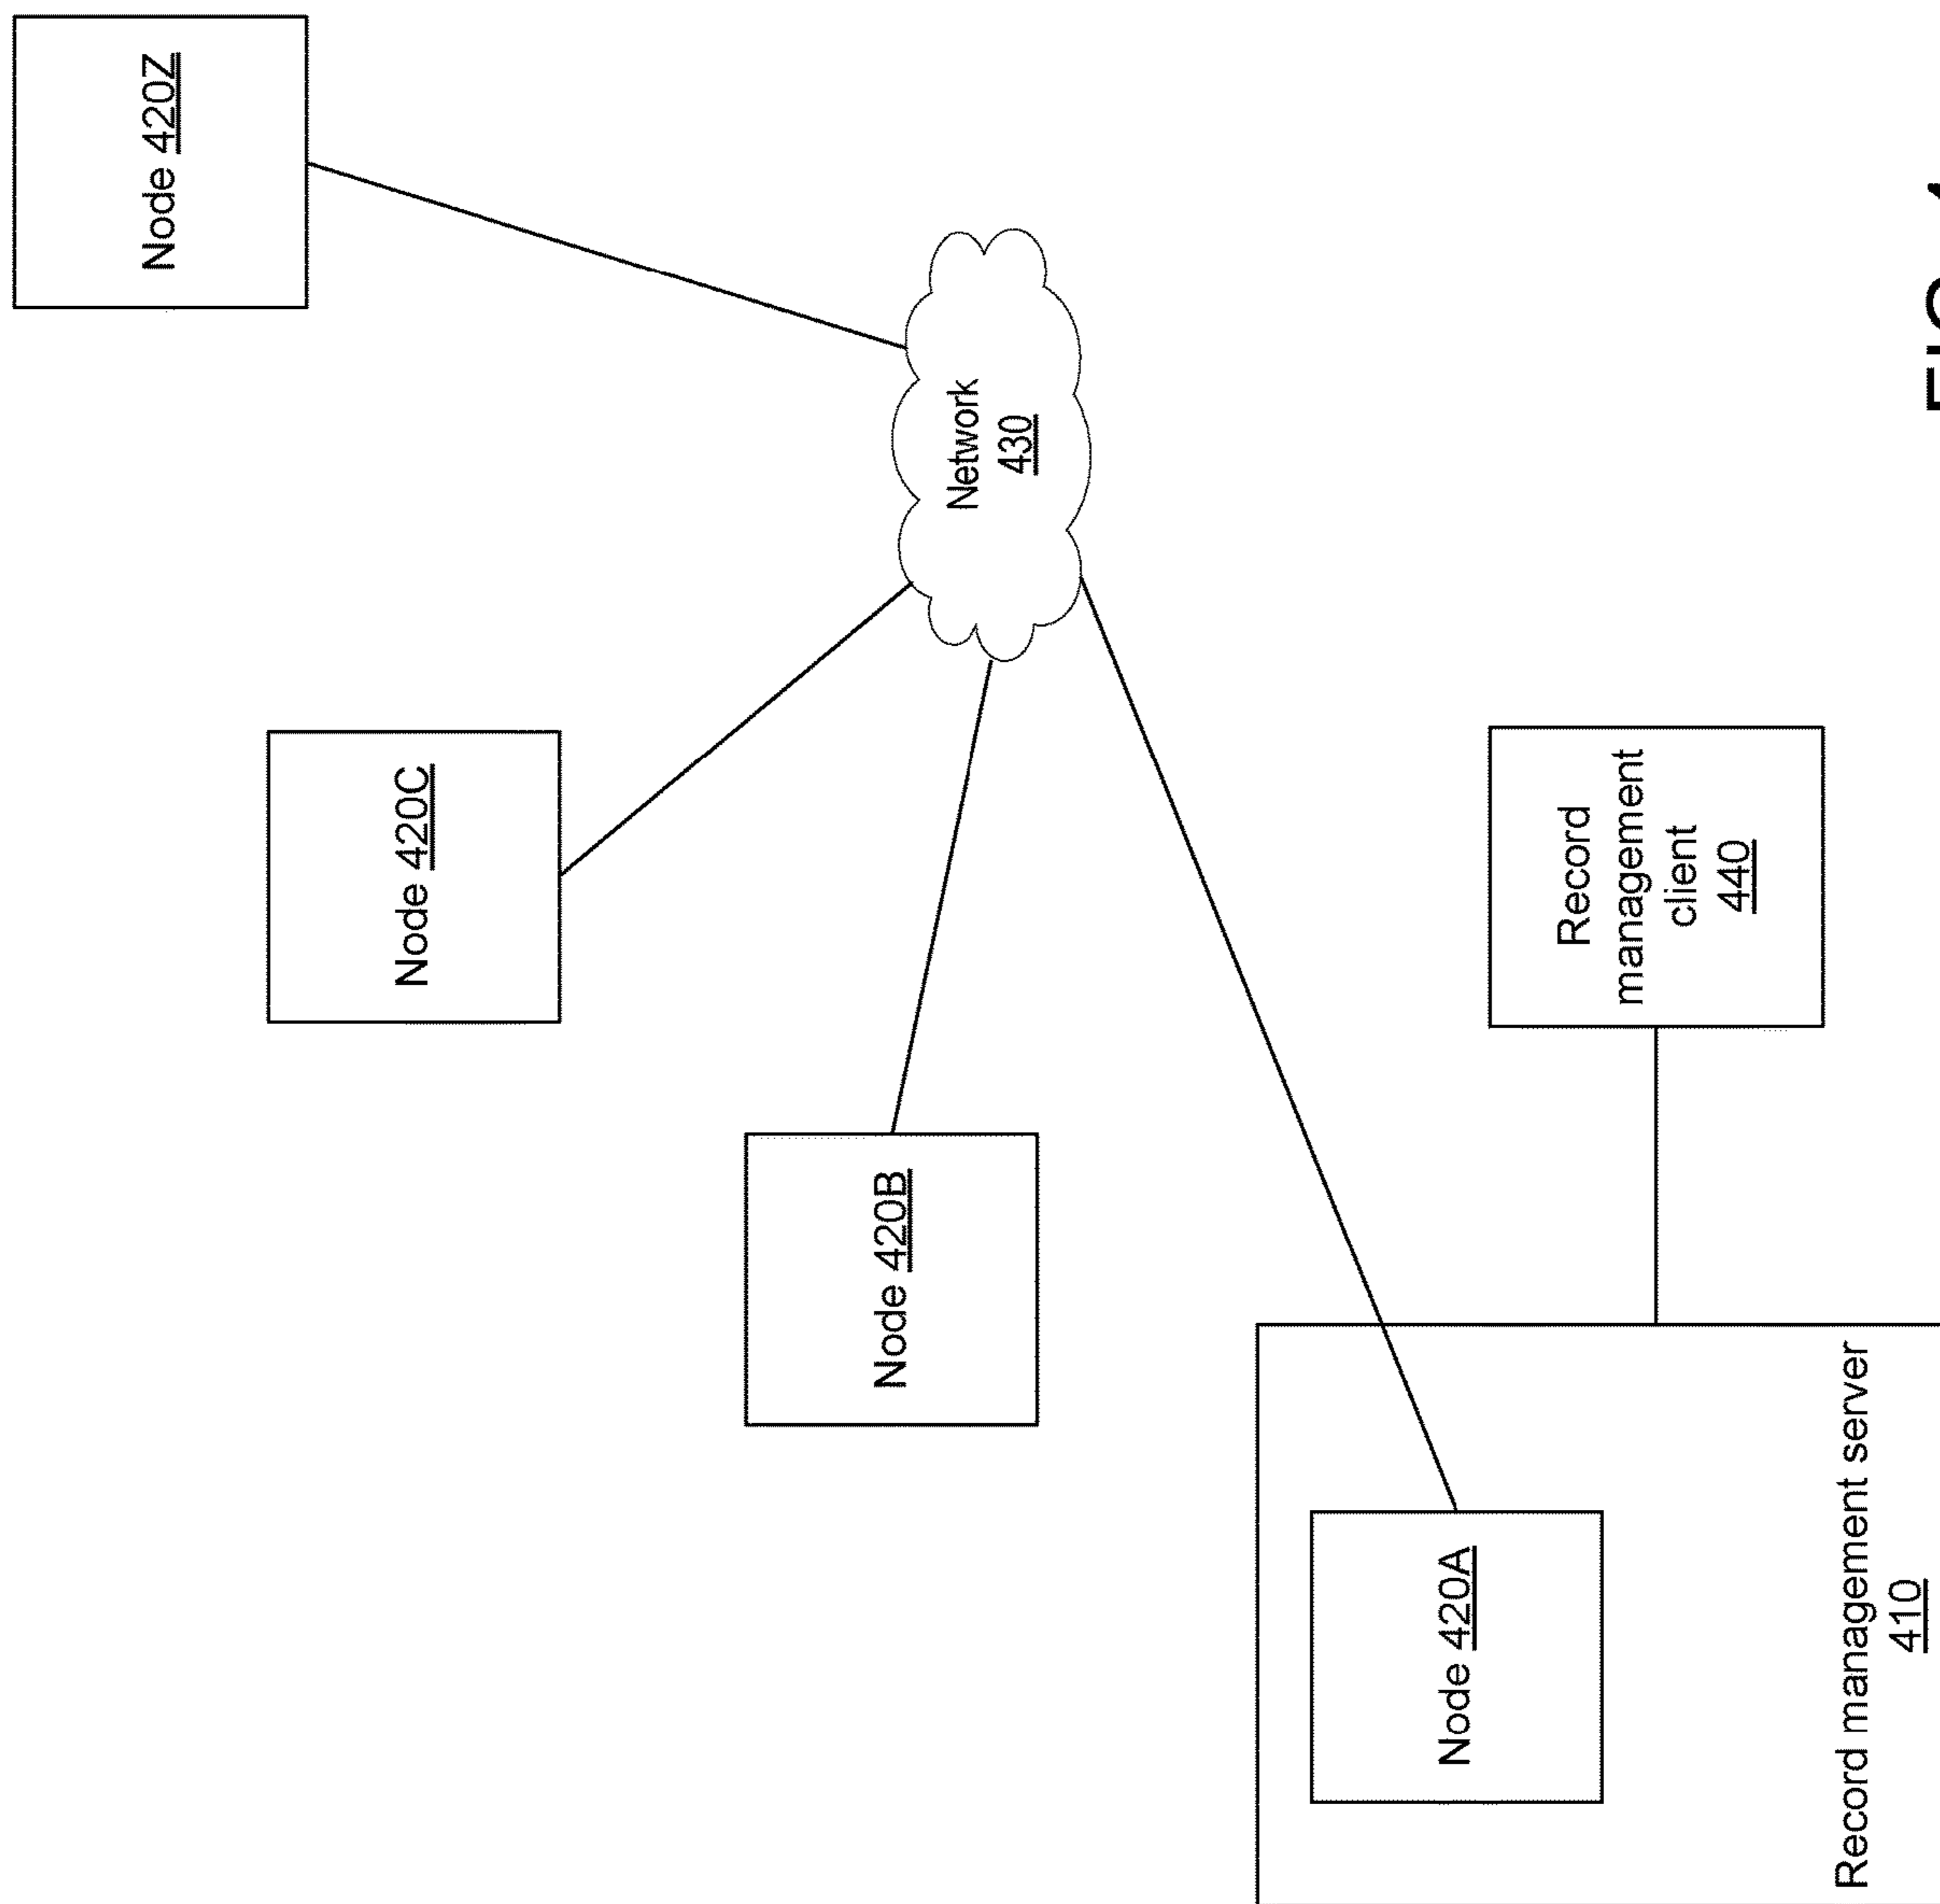 Node 420Z
Node 420C
Node 420B
Network
430
Node 420A
Record
management
client
440
Record management server
410